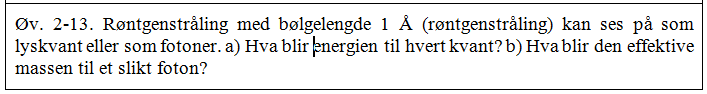 Øv. 2-13. Røntgenstråling med bølgelengde 1 Å (røntgenstråling) kan ses på som
lyskvant eller som fotoner. a) Hva blir energien til hvert kvant? b) Hva blir den effektive
massen til et slikt foton?